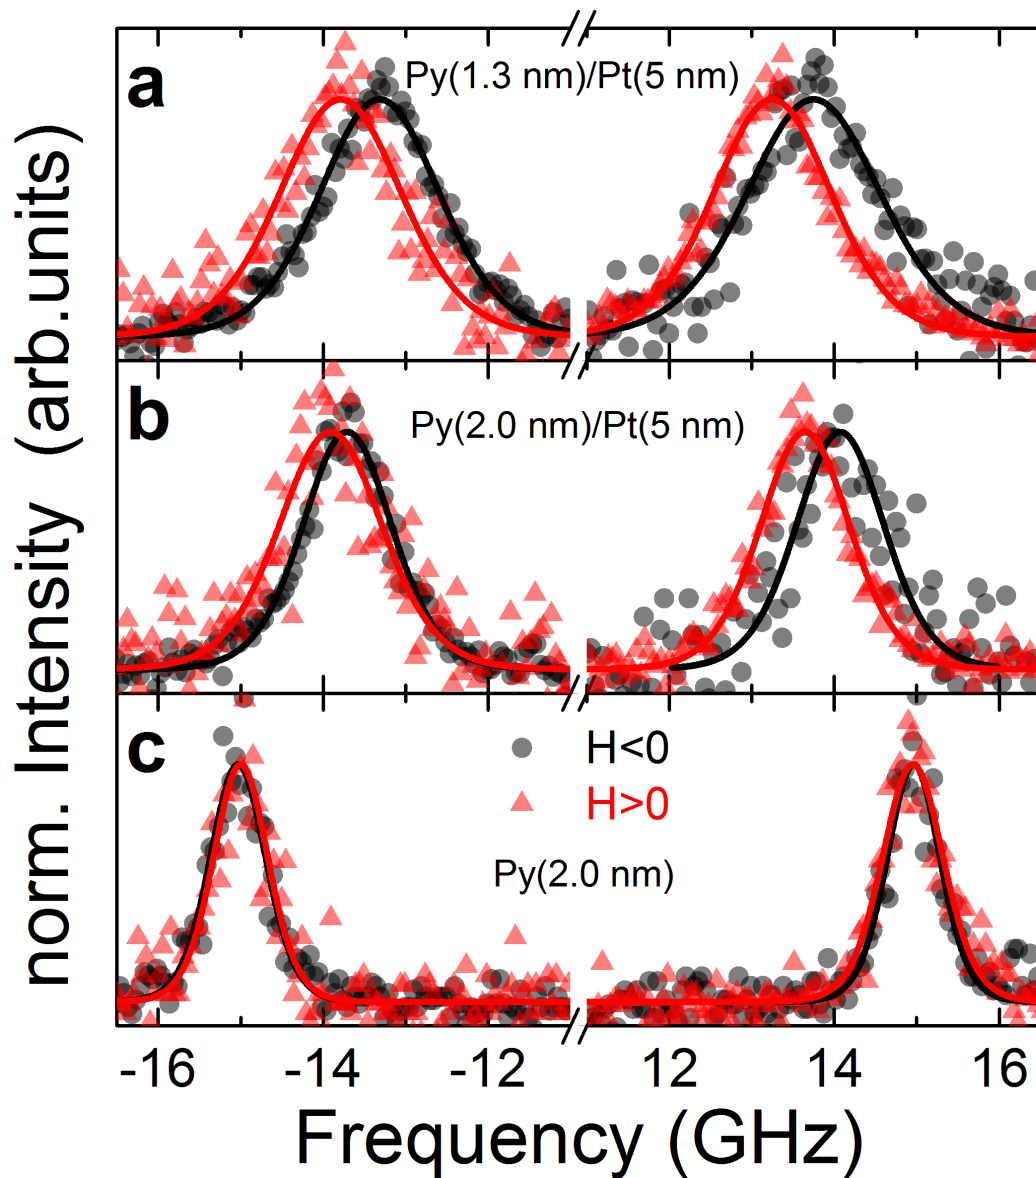 norm. Intensity (arb.units)
a
Py(1.3 nm)/Pt(5 nm)
b
Py(2.0 nm)/Pt(5 nm)
c
H<0
H>0
Py(2.0 nm)
-16 -14 -12 12 14 16
Frequency (GHz)